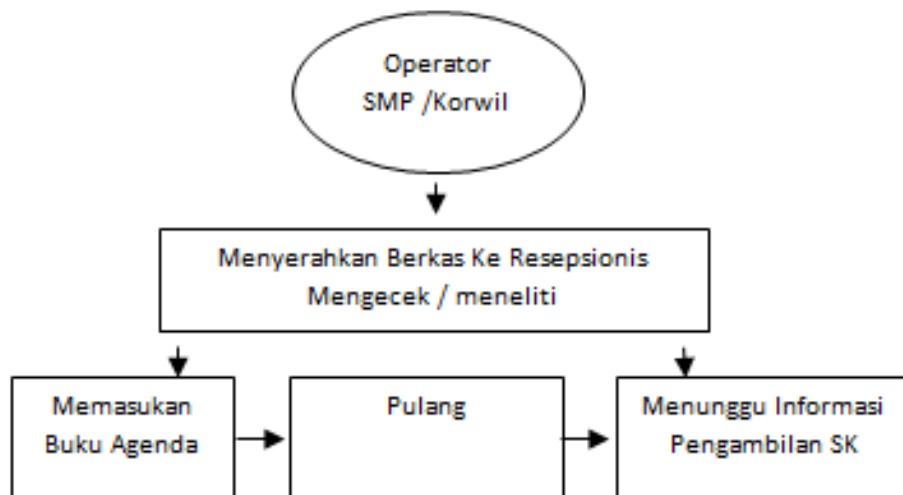 Operator
SMP /Korwil
Menyerahkan Berkas Ke Resepsionis
Mengecek / meneliti
Memasukan
Buku Agenda
Pulang
Menunggu Informasi
Pengambilan SK